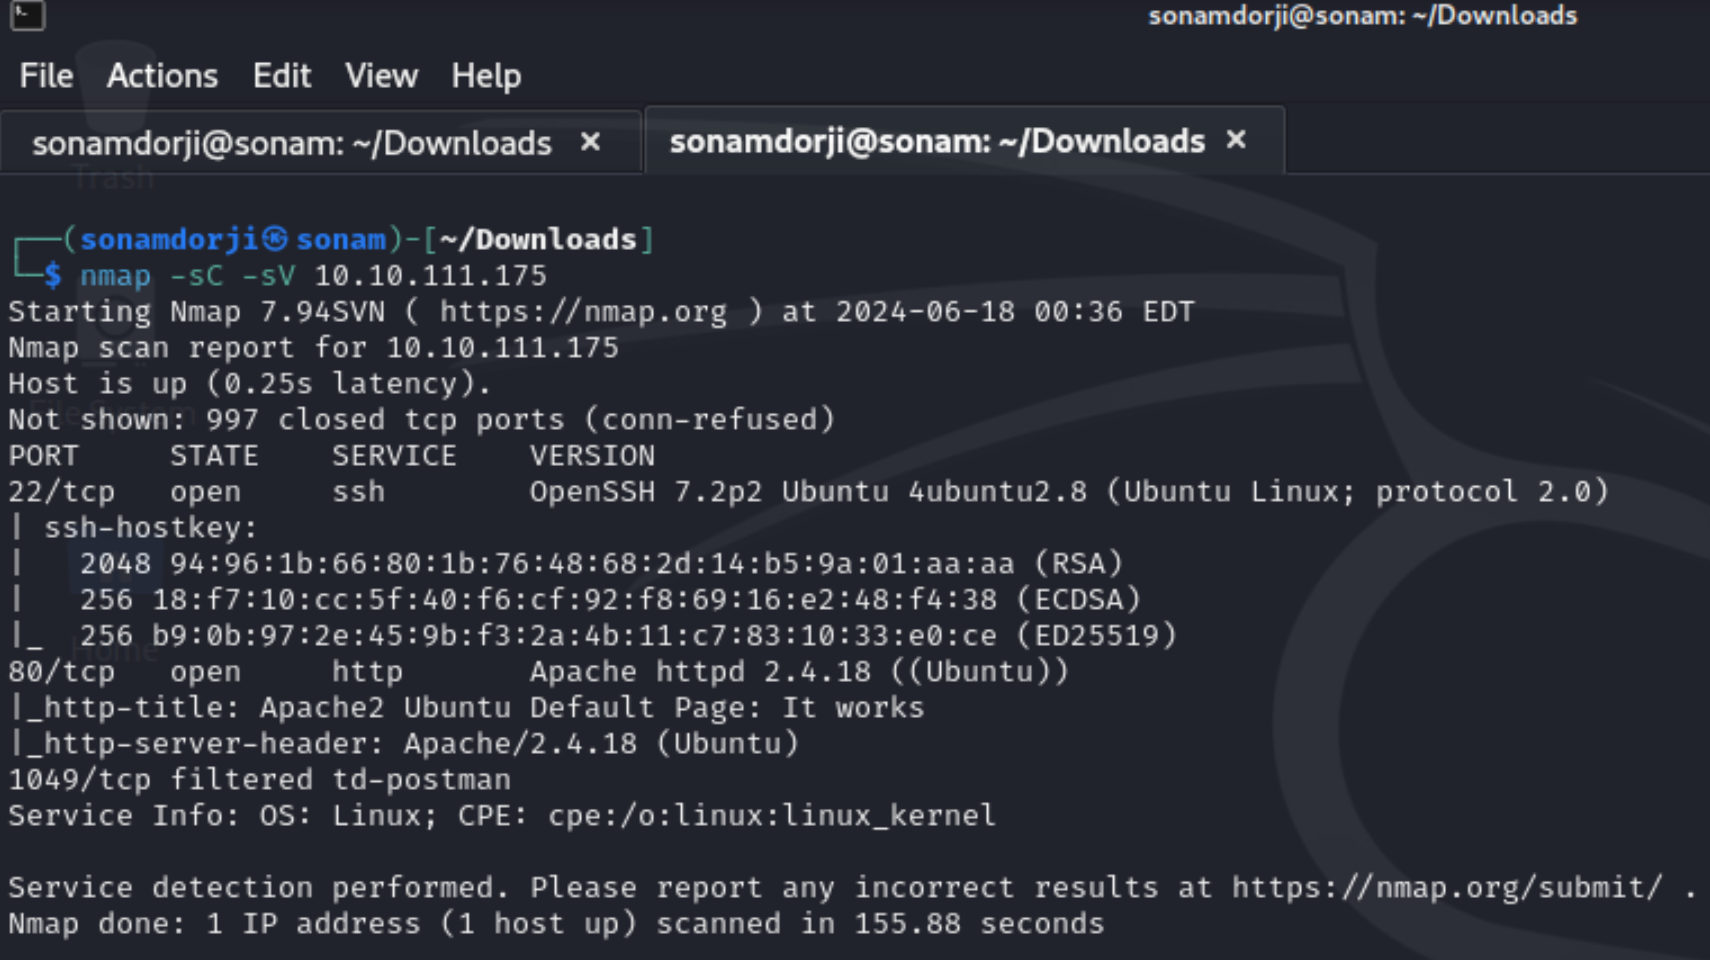 sonamdorji@sonam: ~/Downloads
File Actions Edit View Help
sonamdorji@sonam: ~/Downloads × sonamdorji@sonam: ~/Downloads ×
Trash
┌──(sonamdorji㉿sonam)-[~/Downloads]
└─$ nmap -sC -sV 10.10.111.175
Starting Nmap 7.94SVN ( https://nmap.org ) at 2024-06-18 00:36 EDT
Nmap scan report for 10.10.111.175
Host is up (0.25s latency).
File System
Not shown: 997 closed tcp ports (conn-refused)
PORT     STATE    SERVICE    VERSION
22/tcp   open     ssh        OpenSSH 7.2p2 Ubuntu 4ubuntu2.8 (Ubuntu Linux; protocol 2.0)
| ssh-hostkey:
|   2048 94:96:1b:66:80:1b:76:48:68:2d:14:b5:9a:01:aa:aa (RSA)
|   256 18:f7:10:cc:5f:40:f6:cf:92:f8:69:16:e2:48:f4:38 (ECDSA)
|_  256 b9:0b:97:2e:45:9b:f3:2a:4b:11:c7:83:10:33:e0:ce (ED25519)
Home
80/tcp   open     http       Apache httpd 2.4.18 ((Ubuntu))
|_http-title: Apache2 Ubuntu Default Page: It works
|_http-server-header: Apache/2.4.18 (Ubuntu)
1049/tcp filtered td-postman
Service Info: OS: Linux; CPE: cpe:/o:linux:linux_kernel
Service detection performed. Please report any incorrect results at https://nmap.org/submit/ .
Nmap done: 1 IP address (1 host up) scanned in 155.88 seconds